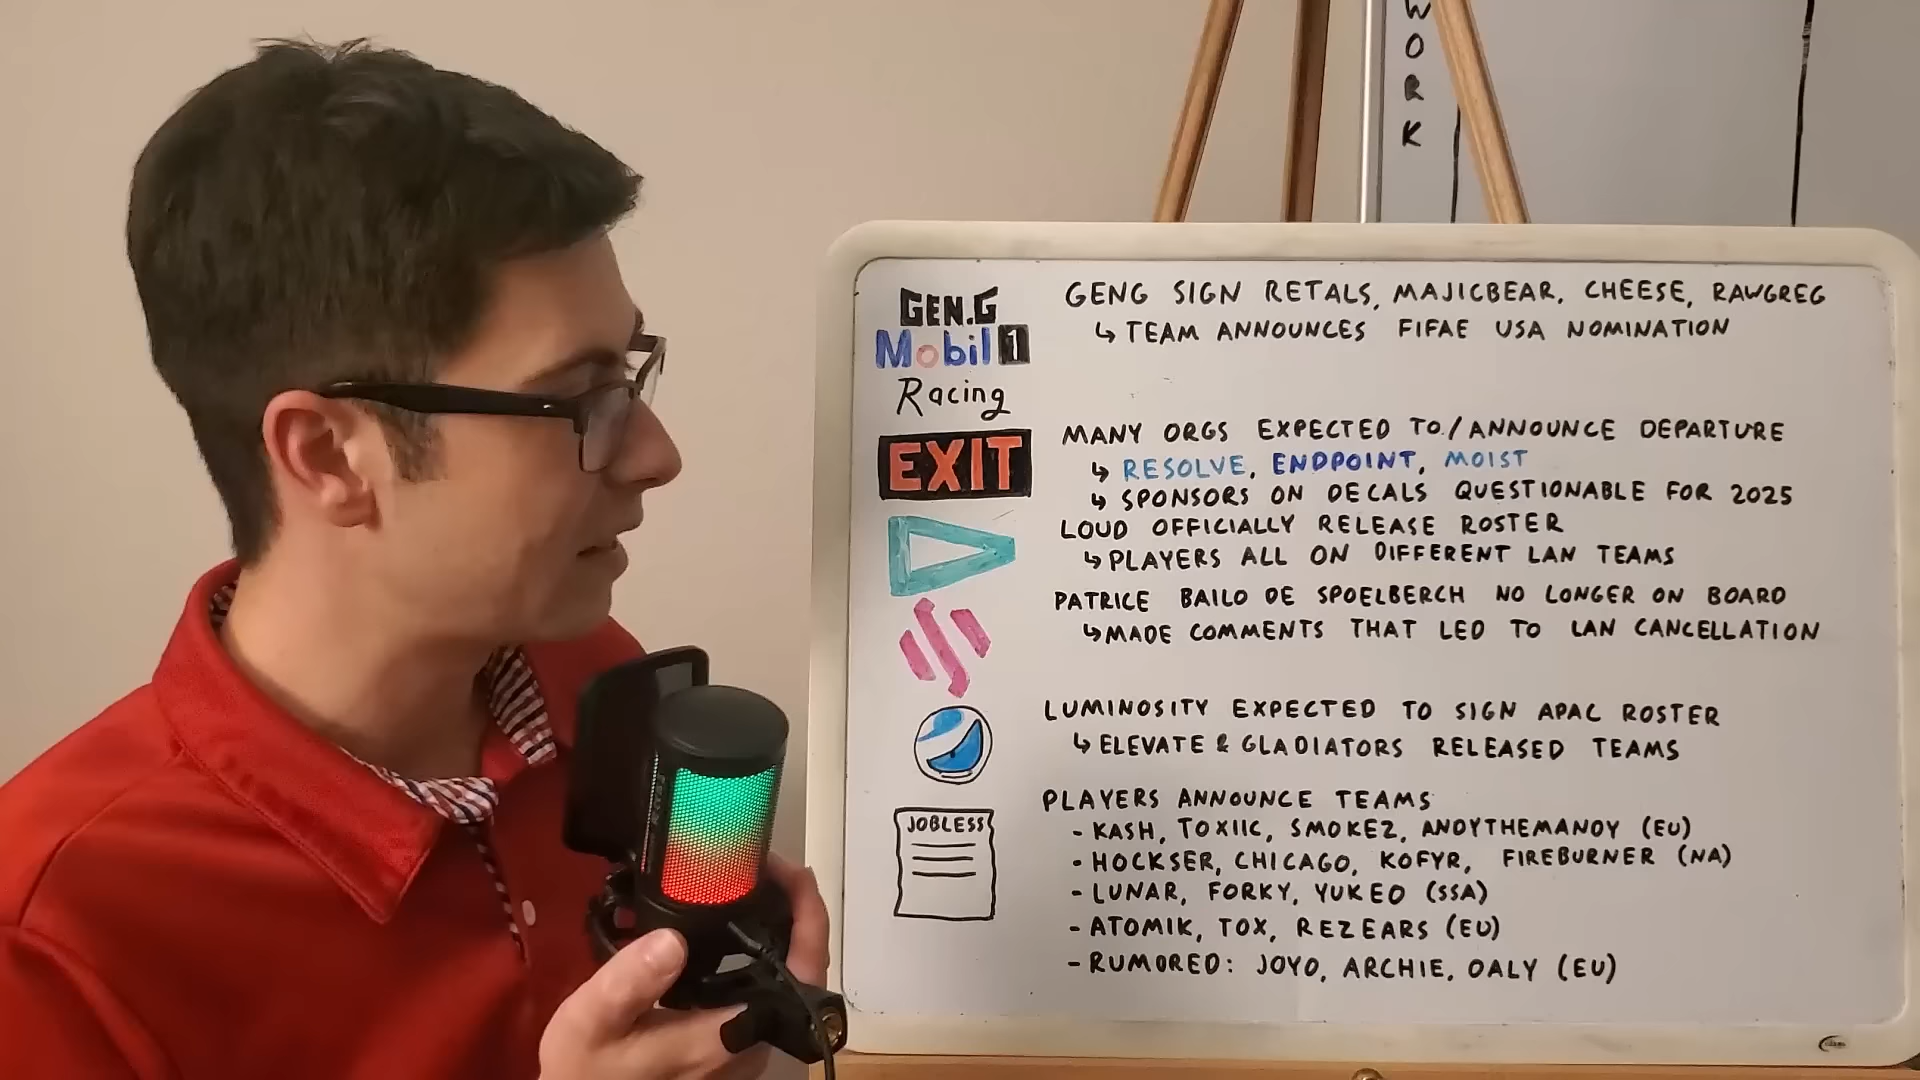 WORK
GEN.G
Mobil 1
Racing
GENG SIGN RETALS, MAJICBEAR, CHEESE, RAWGREG
↳ TEAM ANNOUNCES FIFAE USA NOMINATION
EXIT
MANY ORGS EXPECTED TO/ANNOUNCE DEPARTURE
↳ RESOLVE, ENDPOINT, MOIST
↳ SPONSORS ON DECALS QUESTIONABLE FOR 2025
LOUD OFFICIALLY RELEASE ROSTER
↳ PLAYERS ALL ON DIFFERENT LAN TEAMS
PATRICE BAILO DE SPOELBERCH NO LONGER ON BOARD
↳ MADE COMMENTS THAT LED TO LAN CANCELLATION
LUMINOSITY EXPECTED TO SIGN APAC ROSTER
↳ ELEVATE & GLADIATORS RELEASED TEAMS
JOBLESS
PLAYERS ANNOUNCE TEAMS
- KASH, TOXIIC, SMOKEZ, ANDYTHEMANDY (EU)
- HOCKSER, CHICAGO, KOFYR, FIREBURNER (NA)
- LUNAR, FORKY, YUKEO (SSA)
- ATOMIK, TOX, REZEARS (EU)
- RUMORED: JOYO, ARCHIE, OALY (EU)